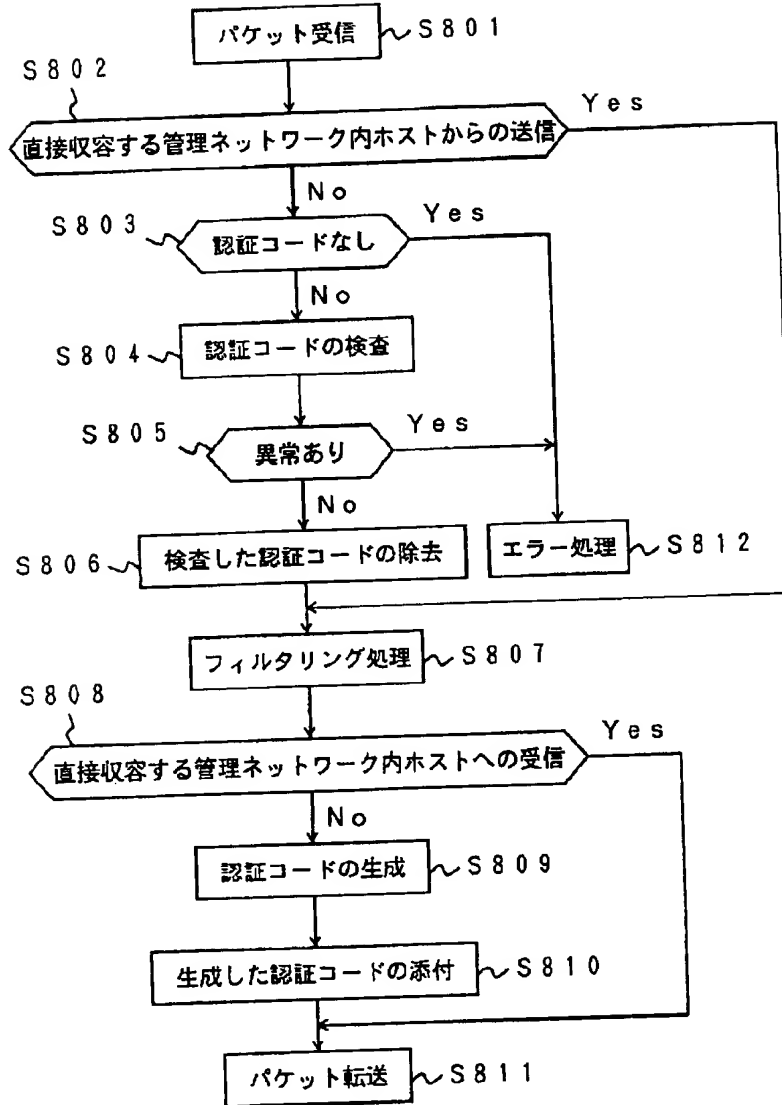 パケット受信
S801
S802
直接収容する管理ネットワーク内ホストからの送信
Yes
No
S803
認証コードなし
Yes
No
S804
認証コードの検査
S805
異常あり
Yes
No
S806
検査した認証コードの除去
エラー処理
S812
フィルタリング処理
S807
S808
直接収容する管理ネットワーク内ホストへの受信
Yes
No
認証コードの生成
S809
生成した認証コードの添付
S810
パケット転送
S811